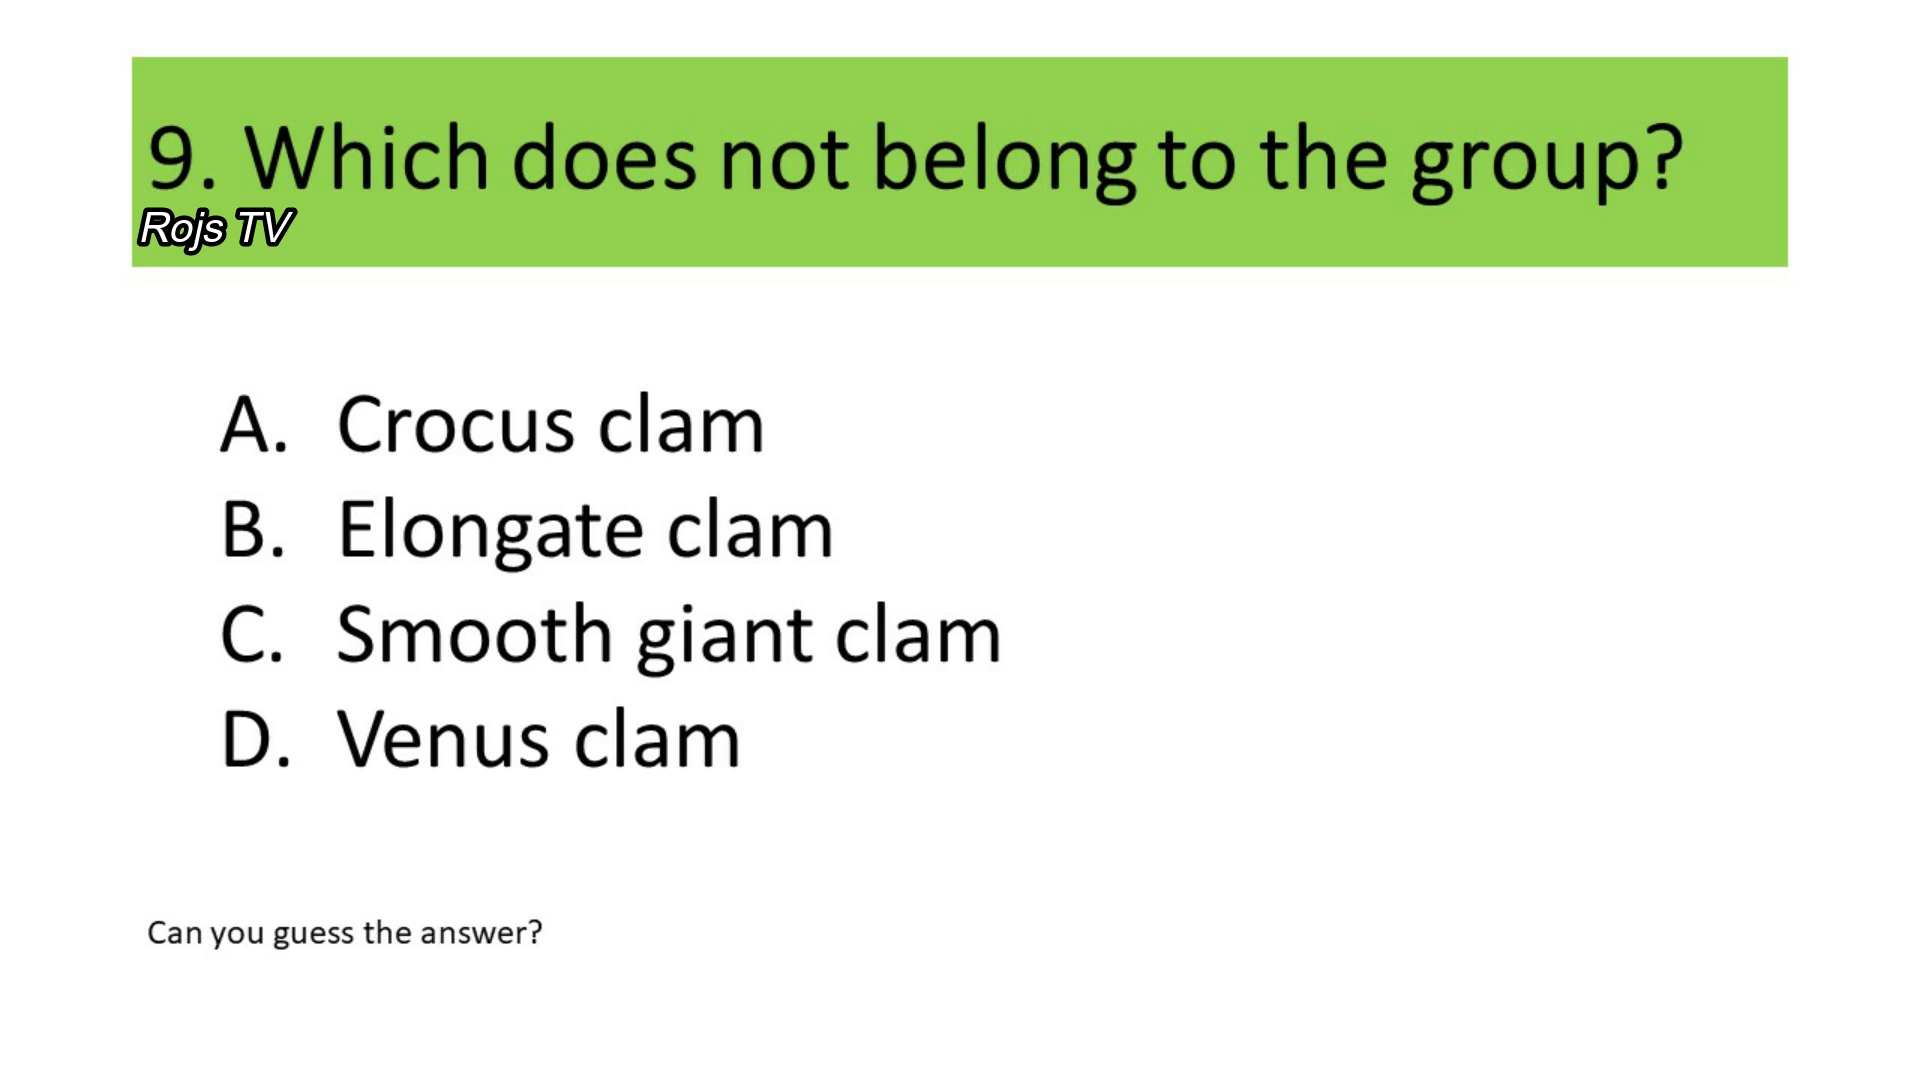 9. Which does not belong to the group?
Rojs TV
A. Crocus clam
B. Elongate clam
C. Smooth giant clam
D. Venus clam
Can you guess the answer?